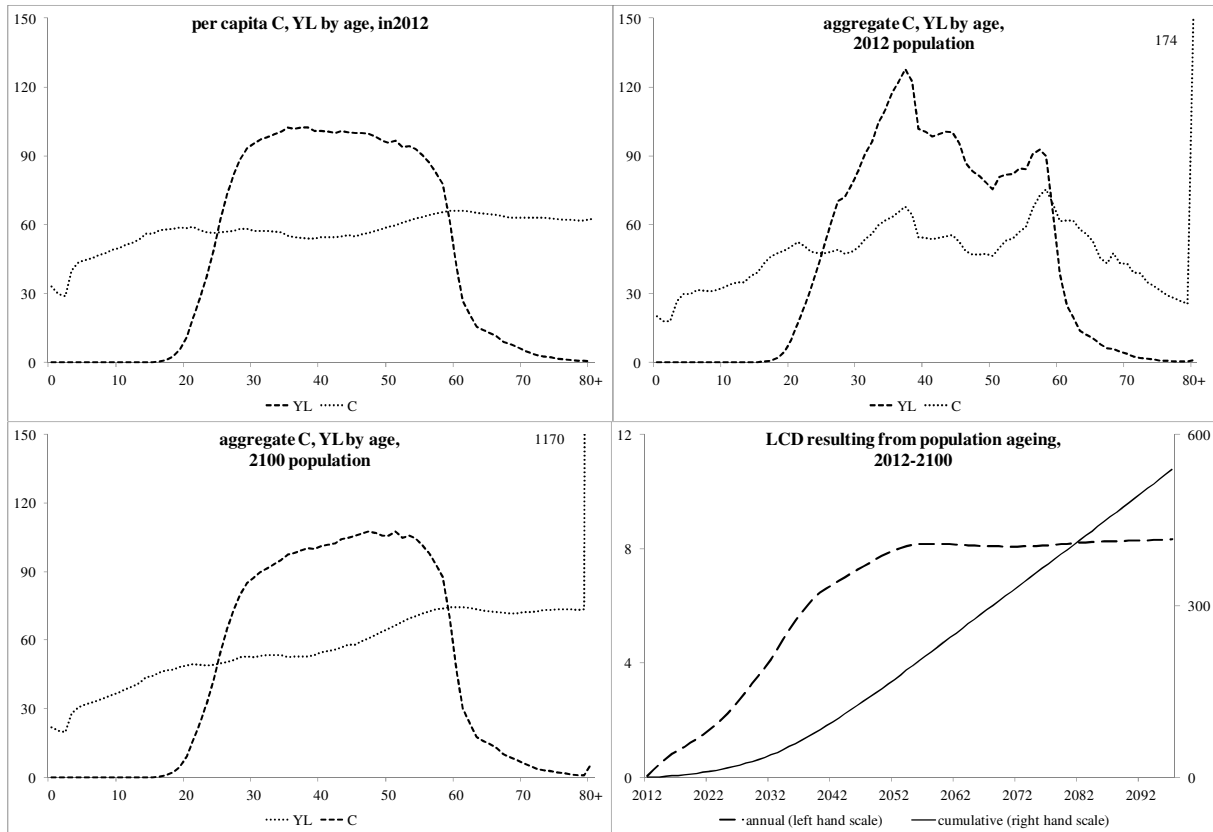 per capita C, YL by age, in2012
150
120
90
60
30
0
0 10 20 30 40 50 60 70 80+
YL C
aggregate C, YL by age,
2012 population
174
150
120
90
60
30
0
0 10 20 30 40 50 60 70 80+
YL C
aggregate C, YL by age,
2100 population
1170
150
120
90
60
30
0
0 10 20 30 40 50 60 70 80+
YL C
LCD resulting from population ageing,
2012-2100
12
8
4
0
600
300
0
2012 2022 2032 2042 2052 2062 2072 2082 2092
annual (left hand scale) cumulative (right hand scale)